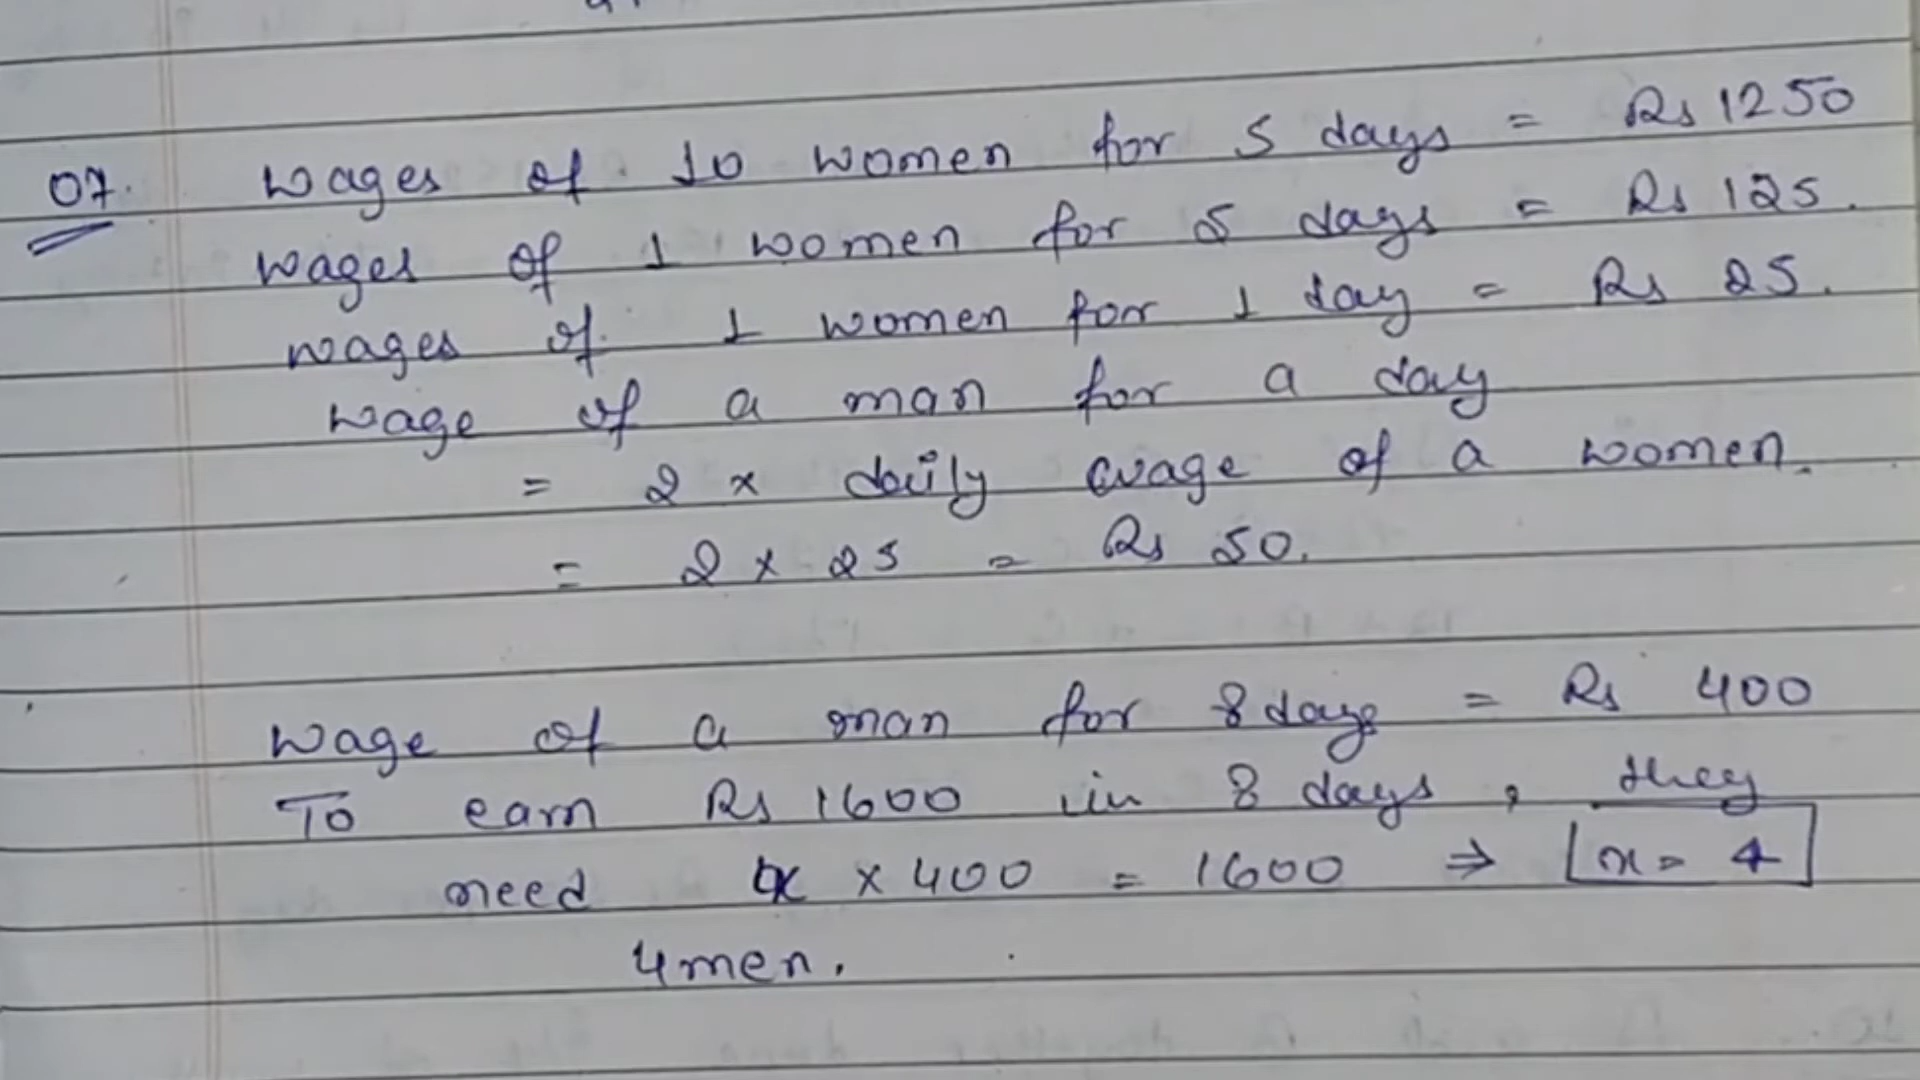 07. Wages of 10 women for 5 days = Rs 1250
Wages of 1 women for 5 days = Rs 125.
Wages of 1 women for 1 day = Rs 25.
Wage of a man for a day
= 2 × daily wage of a women.
= 2 × 25 = Rs 50.
Wage of a man for 8 days = Rs 400
To earn Rs 1600 in 8 days, they
need x × 400 = 1600 ⇒ x = 4
4 men.